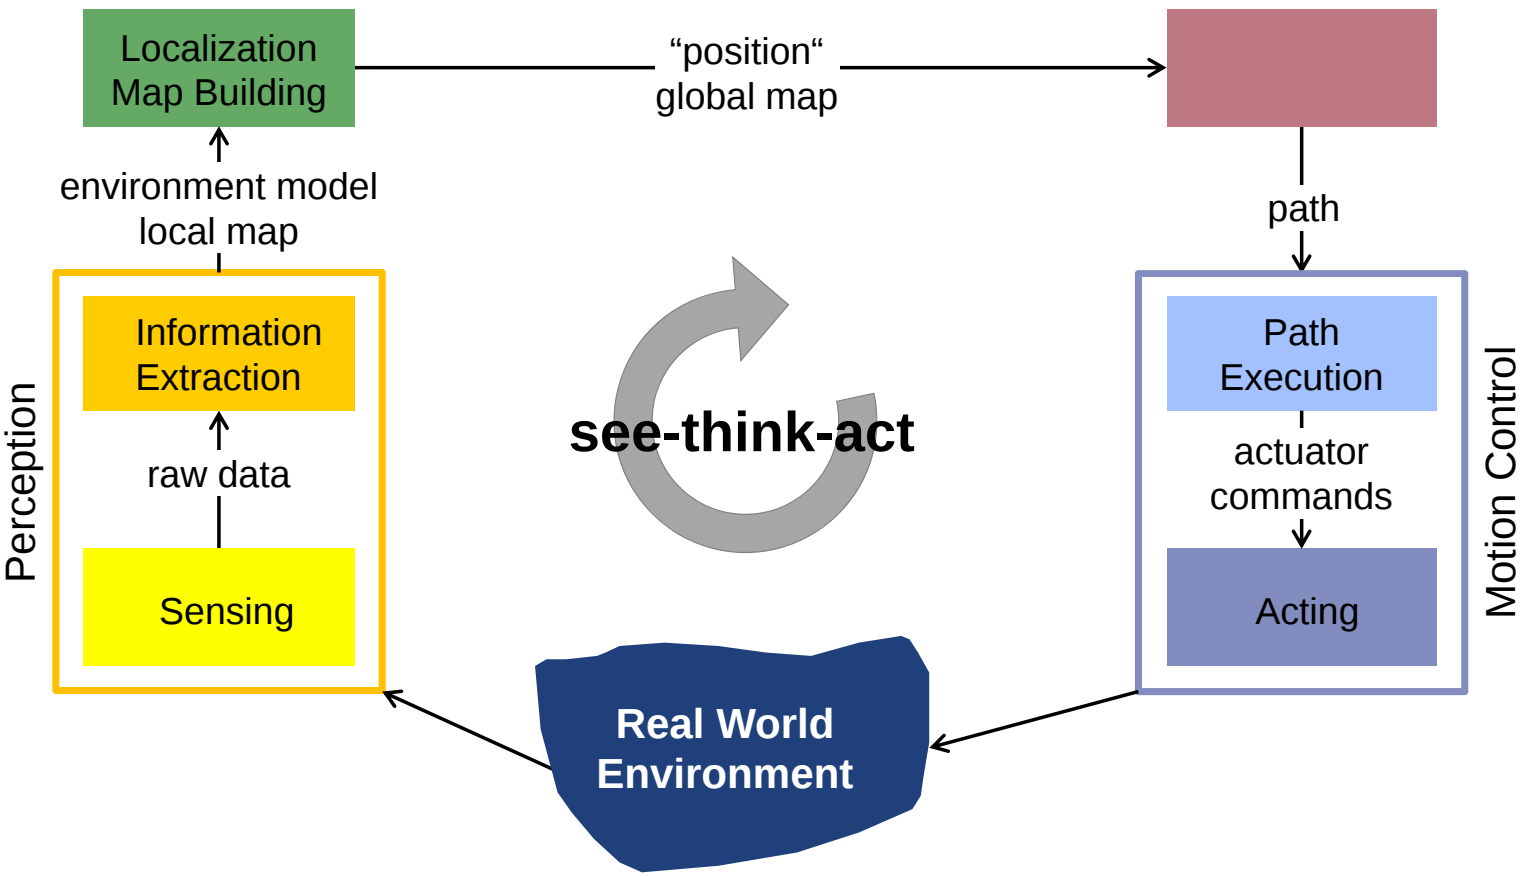 Localization
Map Building
“position“
global map
environment model
local map
path
Information
Extraction
Path
Execution
Perception
raw data
see-think-act
actuator
commands
Motion Control
Sensing
Acting
Real World
Environment